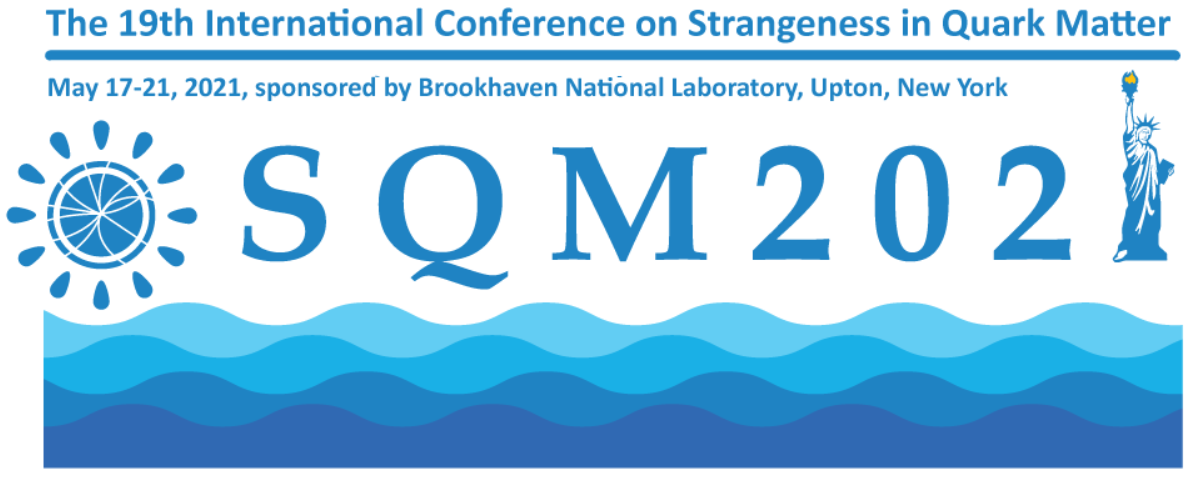 The 19th International Conference on Strangeness in Quark Matter
May 17-21, 2021, sponsored by Brookhaven National Laboratory, Upton, New York
SQM202